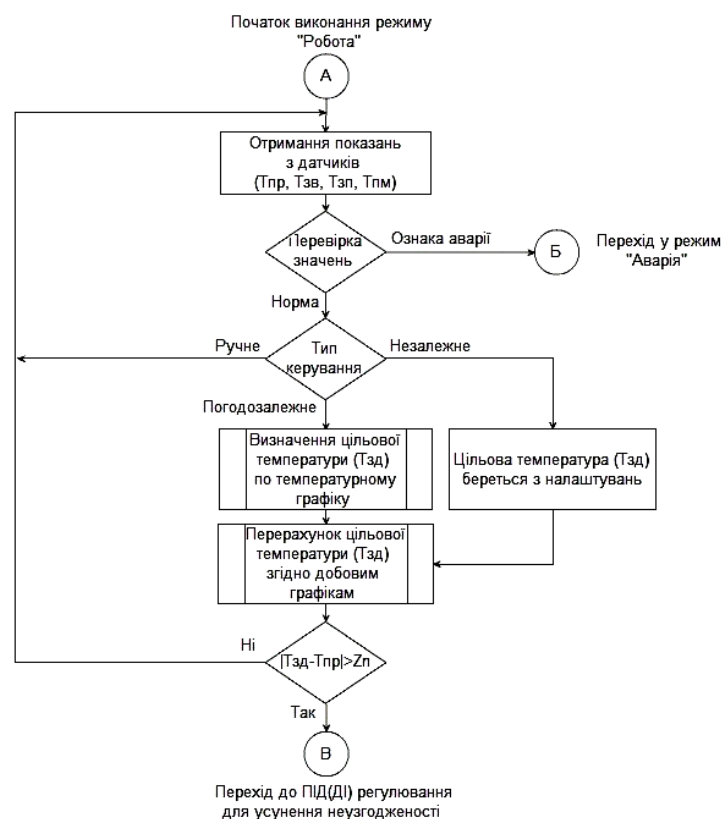 Початок виконання режиму
"Робота"
А
Отримання показань
з датчиків
(Тпр, Тзв, Тзп, Тпм)
Перевірка
значень
Ознака аварії
Б
Перехід у режим
"Аварія"
Норма
Ручне
Тип
керування
Незалежне
Погодозалежне
Визначення цільової
температури (Тзд)
по температурному
графіку
Цільова температура (Тзд)
береться з налаштувань
Перерахунок цільової
температури (Тзд)
згідно добовим
графікам
Ні
|Тзд-Тпр|>Zп
Так
В
Перехід до ПІД(ДІ) регулювання
для усунення неузгодженості